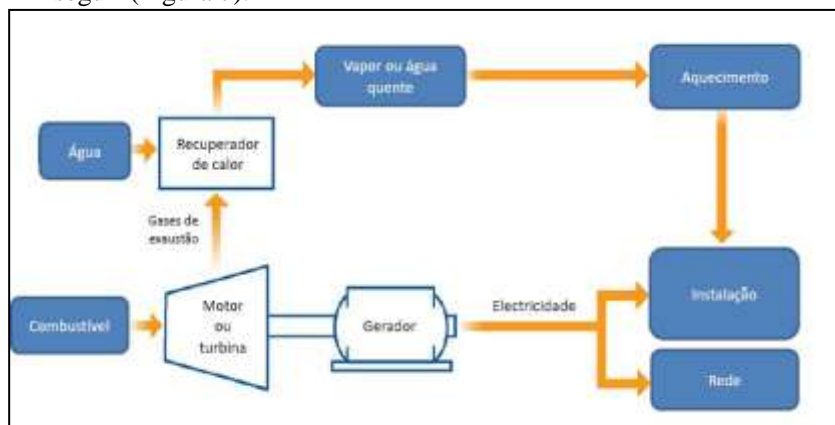 Vapor ou água
quente
Aquecimento
Água
Recuperador
de calor
Gases de
exaustão
Combustível
Motor
ou
turbina
Gerador
Electricidade
Instalação
Rede